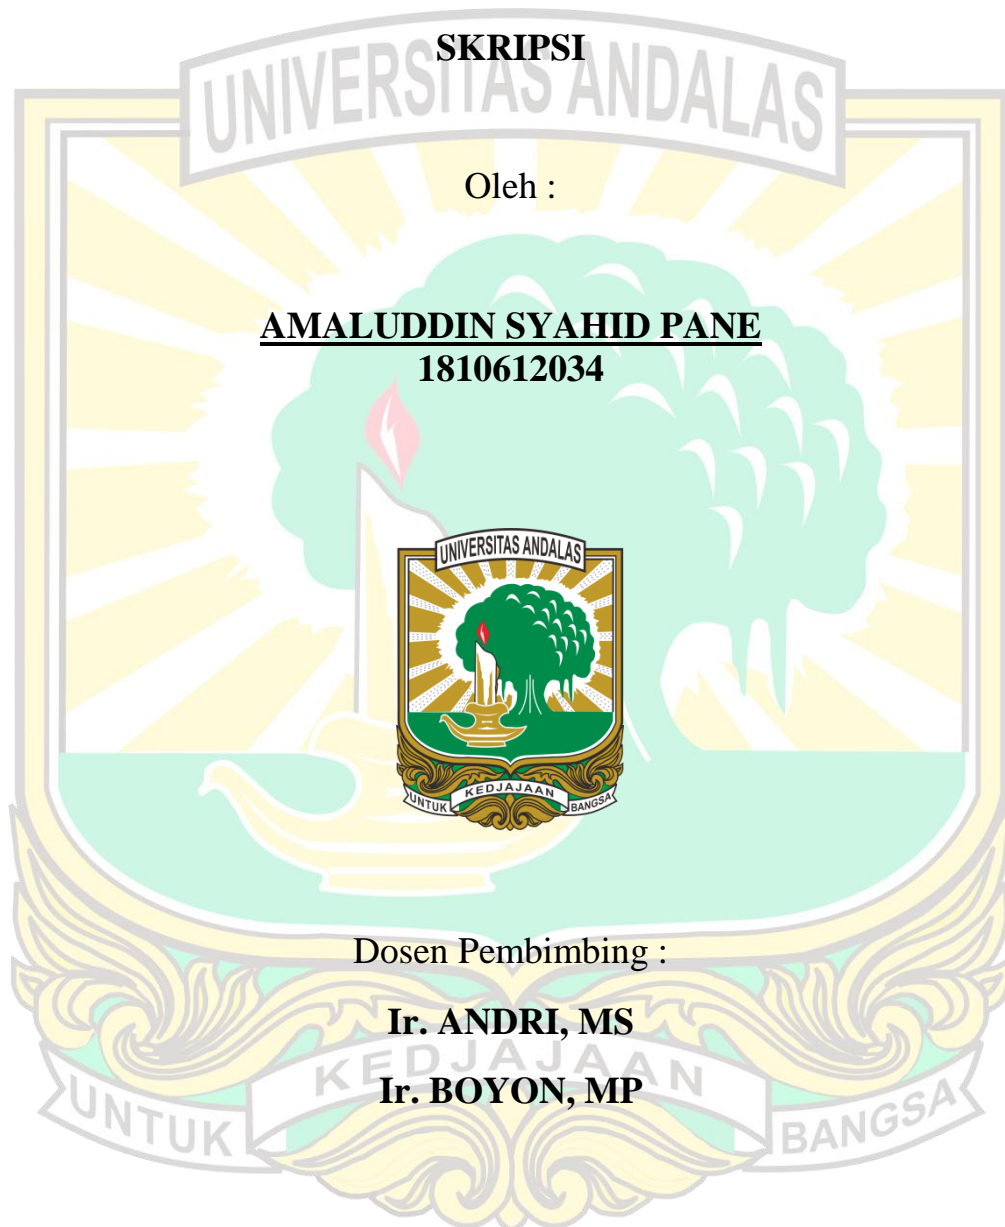 UNIVERSITAS ANDALAS
SKRIPSI
Oleh :
AMALUDDIN SYAHID PANE
1810612034
UNIVERSITAS ANDALAS
UNTUK KEDJAJAAN BANGSA
Dosen Pembimbing :
Ir. ANDRI, MS
Ir. BOYON, MP
UNTUK KEDJAJAAN BANGSA